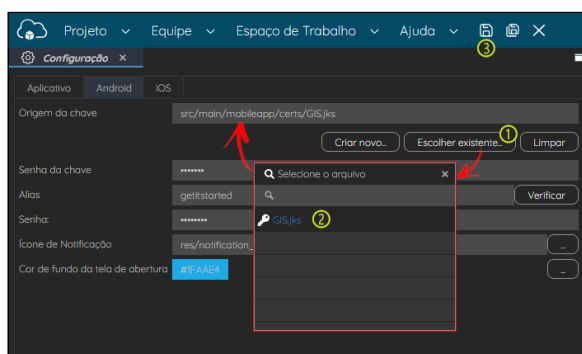 Projeto Equipe Espaço de Trabalho Ajuda
3
Configuração ×
Aplicativo Android iOS
Origem da chave src/main/mobileapp/certs/GIS.jks
1
Criar novo... Escolher existente... Limpar
Senha da chave •••••••
Selecione o arquivo ×
Alias getitstarted Verificar
Senha: ••••••••
GIS.jks 2
Ícone de Notificação res/notification_ ...
Cor de fundo da tela de abertura #1FAAE4 ...